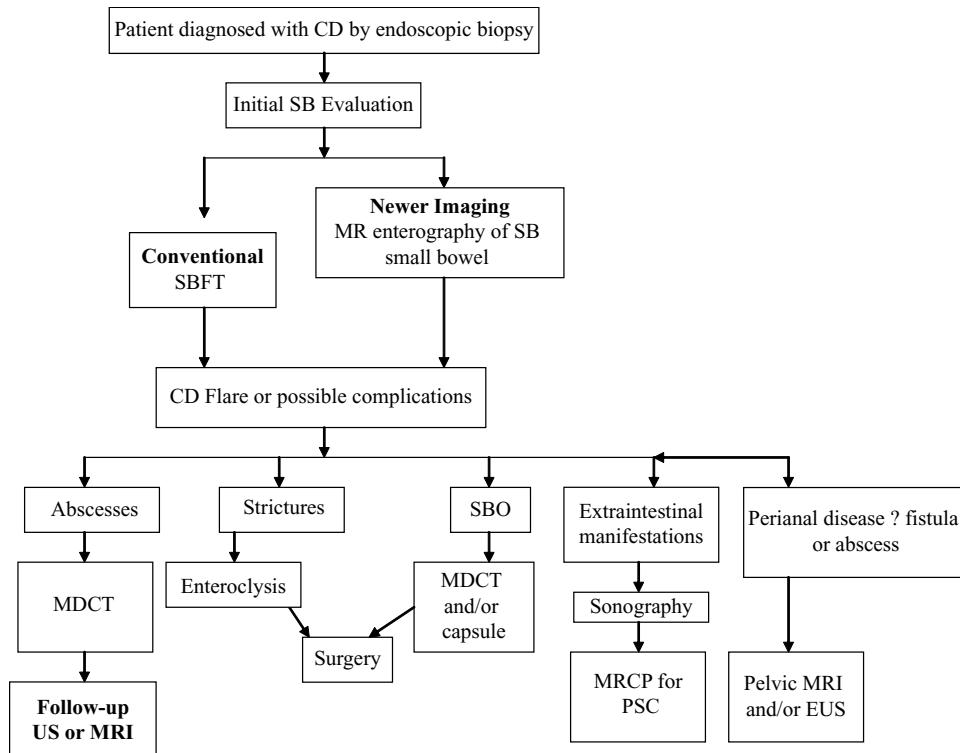 Patient diagnosed with CD by endoscopic biopsy
Initial SB Evaluation
Conventional
SBFT
Newer Imaging
MR enterography of SB
small bowel
CD Flare or possible complications
Abscesses
Strictures
SBO
Extraintestinal
manifestations
Perianal disease ? fistula
or abscess
MDCT
Enteroclysis
MDCT
and/or
capsule
Sonography
Surgery
Follow-up
US or MRI
MRCP for
PSC
Pelvic MRI
and/or EUS